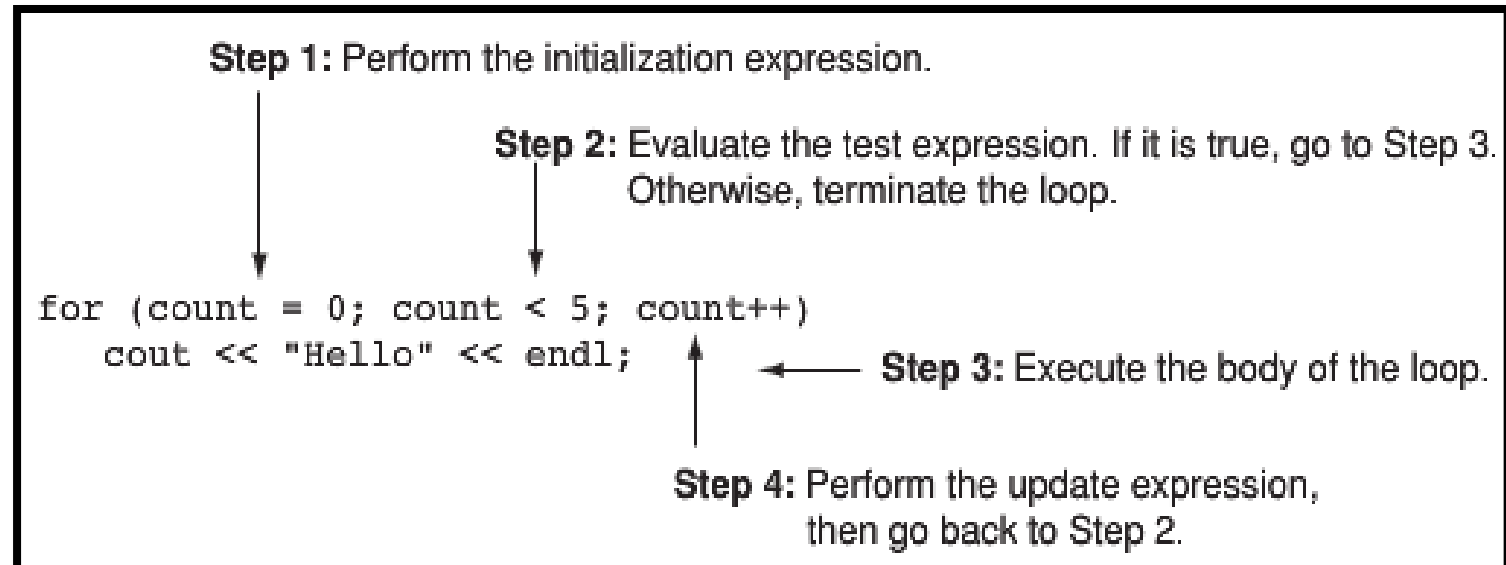 Step 1: Perform the initialization expression.
Step 2: Evaluate the test expression. If it is true, go to Step 3.
Otherwise, terminate the loop.
for (count = 0; count < 5; count++)
cout << "Hello" << endl;
Step 3: Execute the body of the loop.
Step 4: Perform the update expression,
then go back to Step 2.